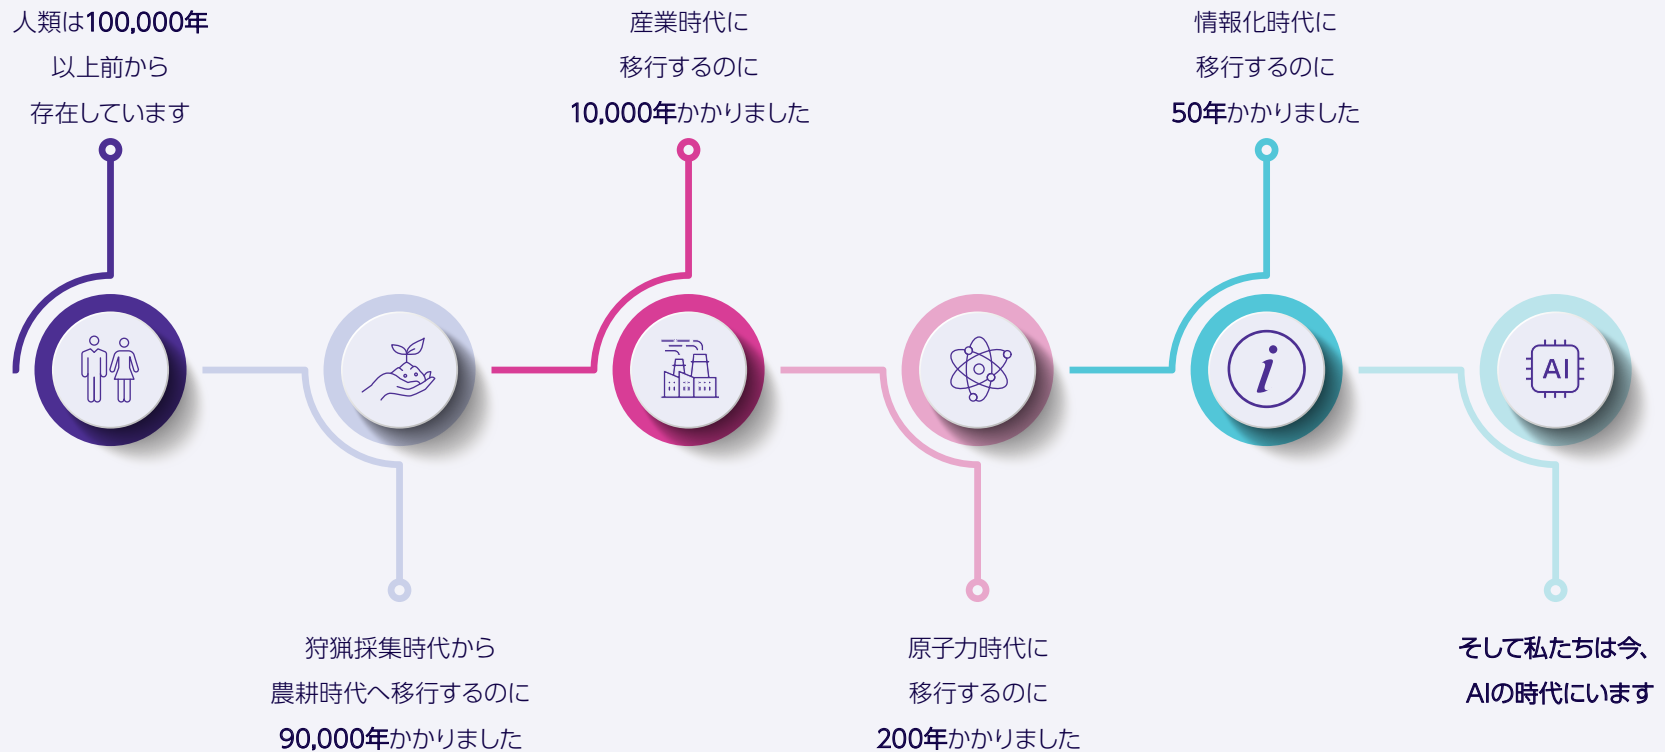 人類は100,000年
以上前から
存在しています
狩猟採集時代から
農耕時代へ移行するのに
90,000年かかりました
産業時代に
移行するのに
10,000年かかりました
原子力時代に
移行するのに
200年かかりました
情報化時代に
移行するのに
50年かかりました
i
AI
そして私たちは今、
AIの時代にいます